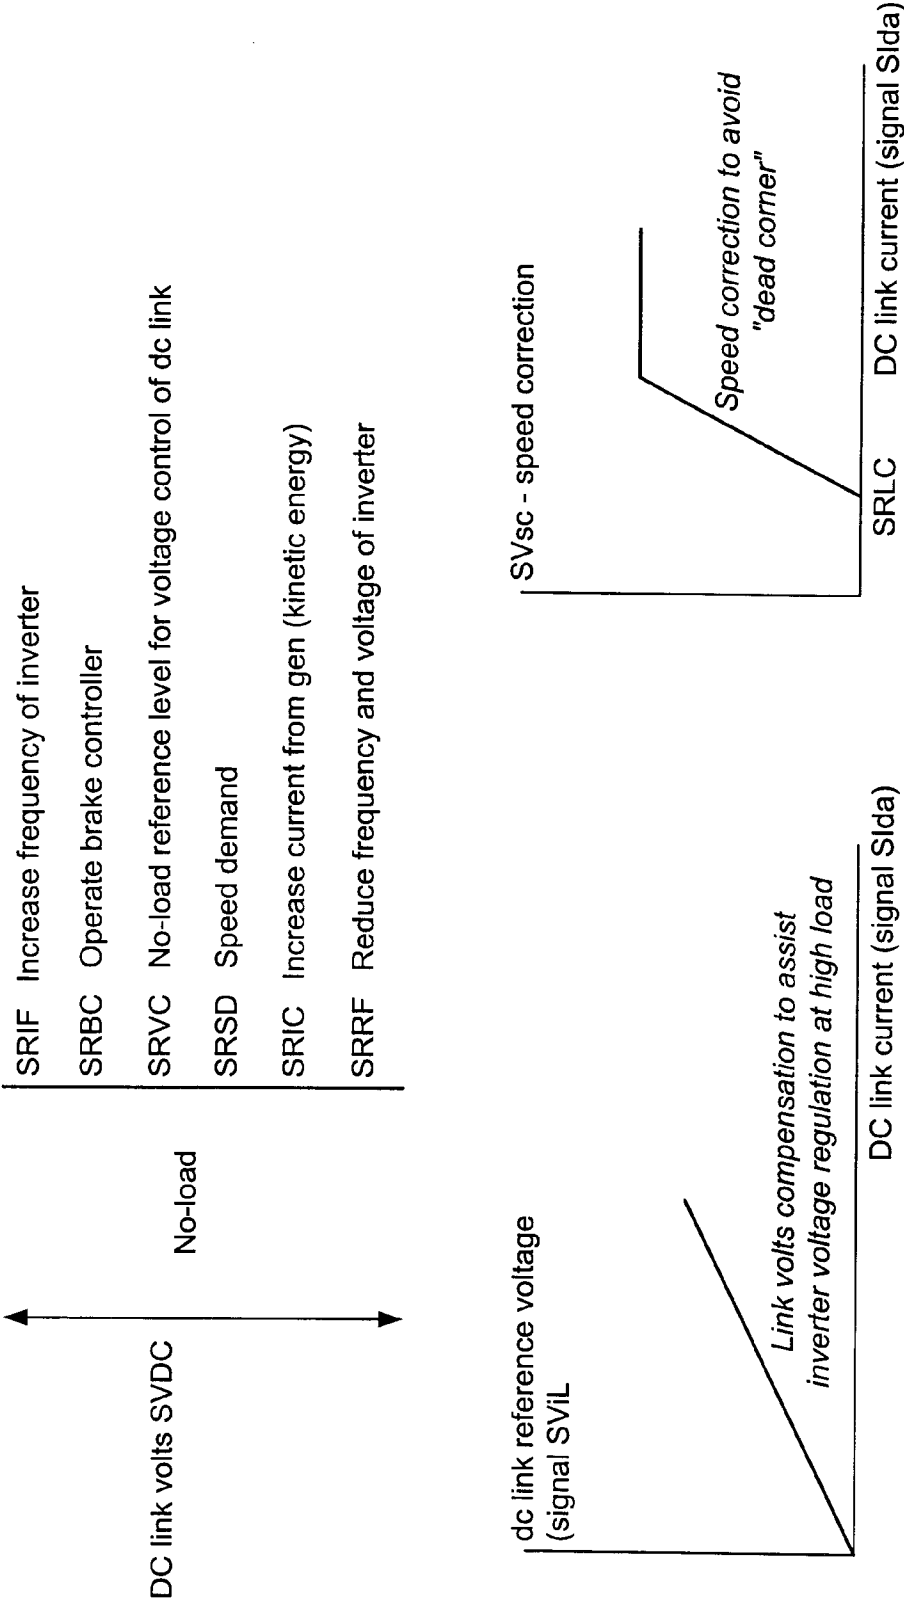 DC link volts SVDC
No-load
SRIF Increase frequency of inverter
SRBC Operate brake controller
SRVC No-load reference level for voltage control of dc link
SRSD Speed demand
SRIC Increase current from gen (kinetic energy)
SRRF Reduce frequency and voltage of inverter
dc link reference voltage
(signal SViL
Link volts compensation to assist
inverter voltage regulation at high load
DC link current (signal SIda)
SVsc - speed correction
Speed correction to avoid
"dead corner"
SRLC
DC link current (signal SIda)